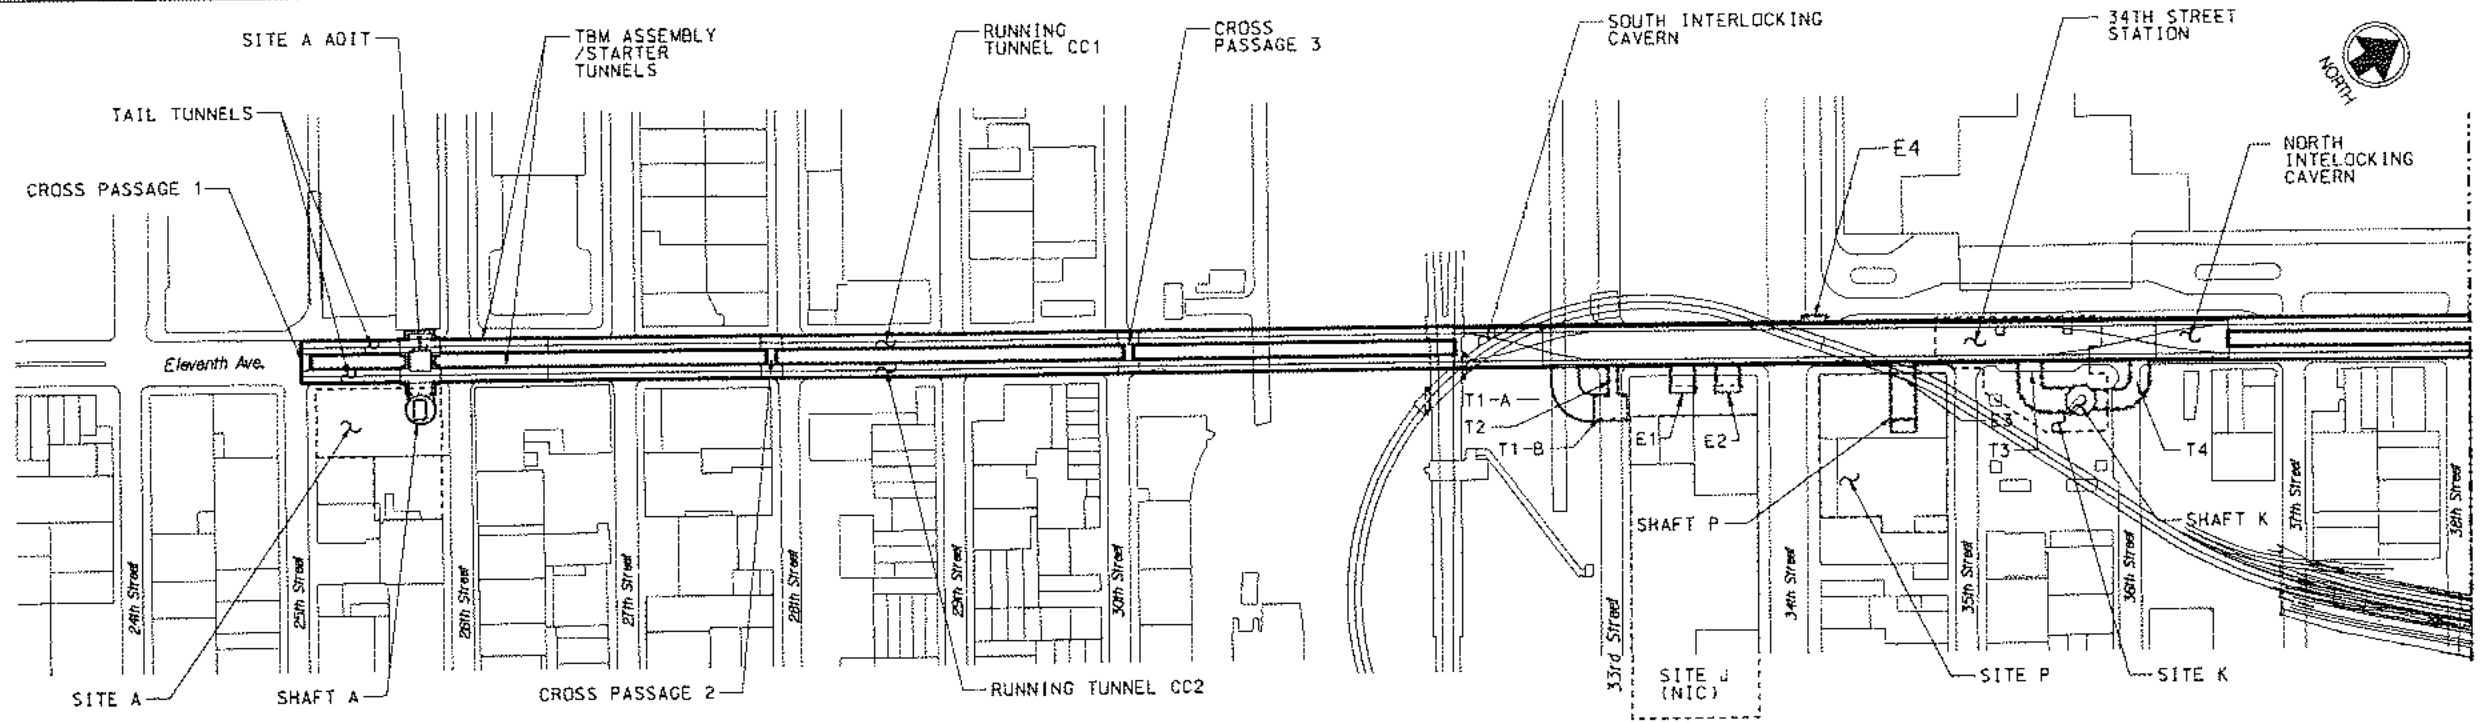 SITE A ADIT
TBM ASSEMBLY
/STARTER
TUNNELS
RUNNING
TUNNEL CC1
CROSS
PASSAGE 3
SOUTH INTERLOCKING
CAVERN
34TH STREET
STATION
NORTH
TAIL TUNNELS
CROSS PASSAGE 1
E4
NORTH
INTELOCKING
CAVERN
Eleventh Ave.
T1-A
T2
T1-B
E1
E2
E3
T3
T4
SHAFT P
SHAFT K
24th Street
25th Street
26th Street
27th Street
28th Street
29th Street
30th Street
33rd Street
34th Street
35th Street
36th Street
37th Street
38th Street
SITE A
SHAFT A
CROSS PASSAGE 2
RUNNING TUNNEL CC2
SITE J
(NIC)
SITE P
SITE K